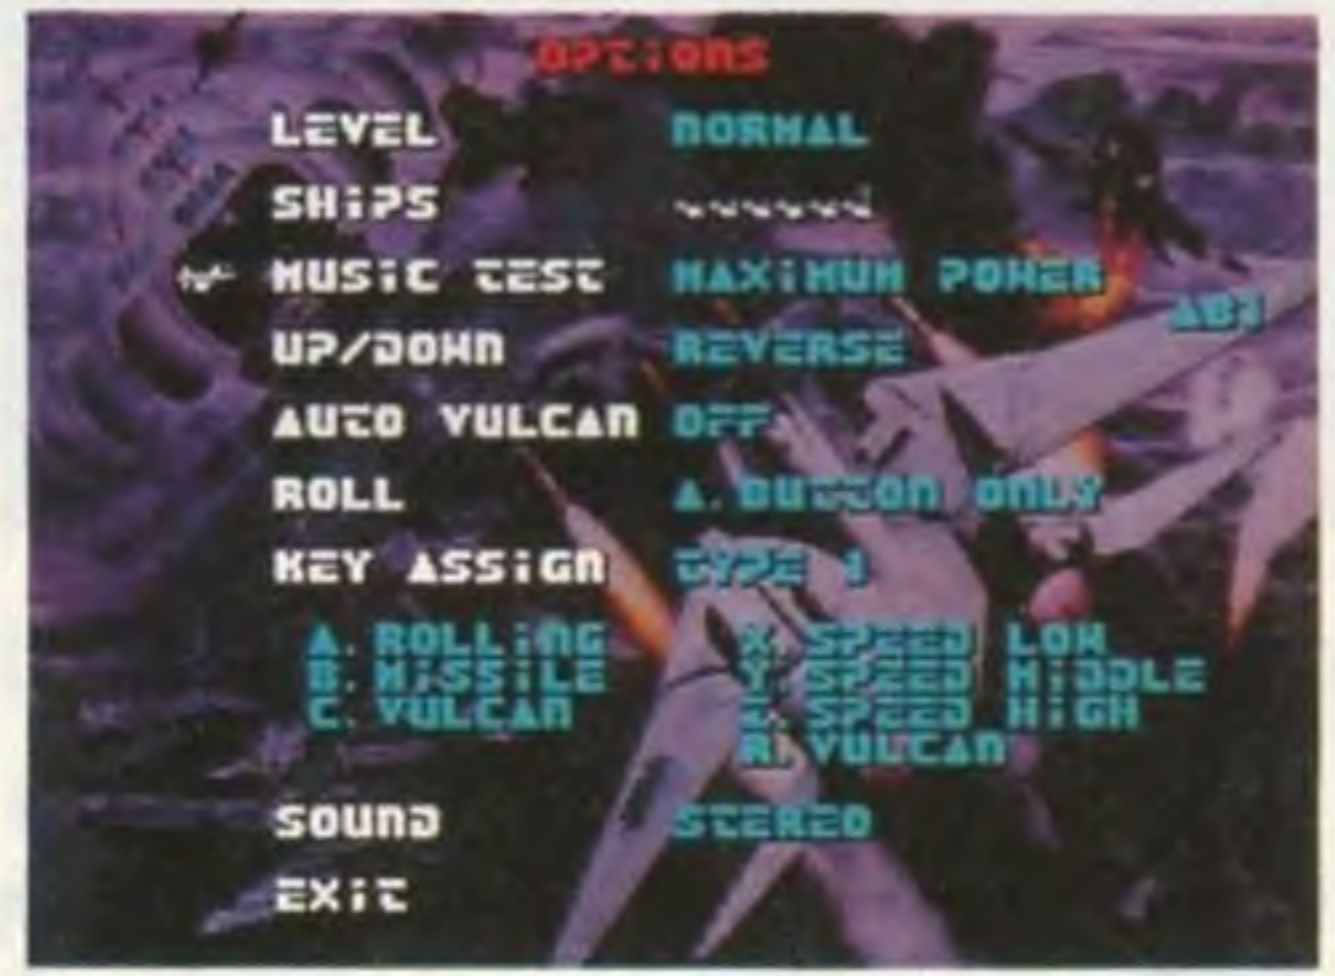 OPTIONS
LEVEL NORMAL
SHIPS
MUSIC TEST MAXIMUM POWER
UP/DOWN REVERSE
AUTO VULCAN OFF
ROLL A. BUTTON ONLY
KEY ASSIGN TYPE 1
A. ROLLING X. SPEED LOW
B. MISSILE Y. SPEED MIDDLE
C. VULCAN Z. SPEED HIGH
R. VULCAN
SOUND STEREO
EXIT